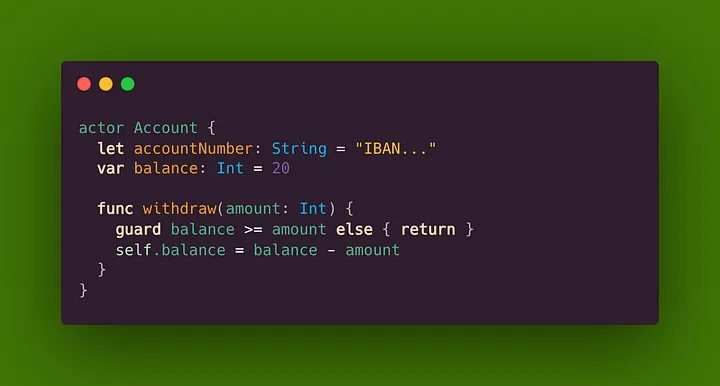 actor Account {
  let accountNumber: String = "IBAN..."
  var balance: Int = 20

  func withdraw(amount: Int) {
    guard balance >= amount else { return }
    self.balance = balance - amount
  }
}